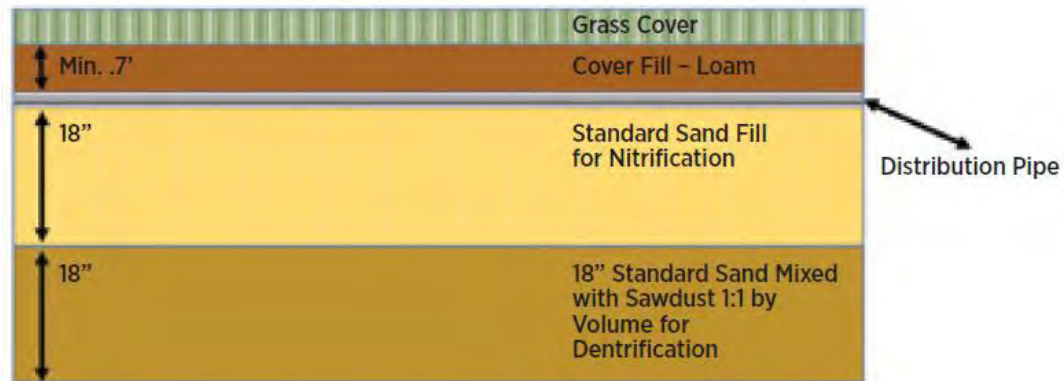 Grass Cover
Min. .7’
Cover Fill – Loam
18”
Standard Sand Fill
for Nitrification
Distribution Pipe
18”
18” Standard Sand Mixed
with Sawdust 1:1 by
Volume for
Dentrification